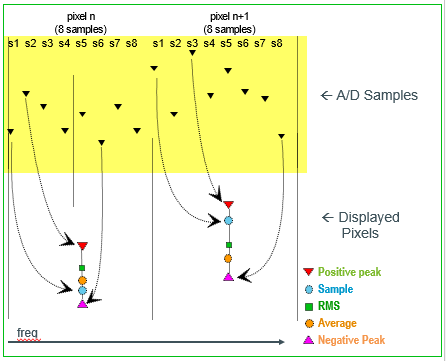 pixel n
(8 samples)
pixel n+1
(8 samples)
s1 s2 s3 s4 s5 s6 s7 s8
s1 s2 s3 s4 s5 s6 s7 s8
← A/D Samples
← Displayed
Pixels
Positive peak
Sample
RMS
Average
Negative Peak
freq